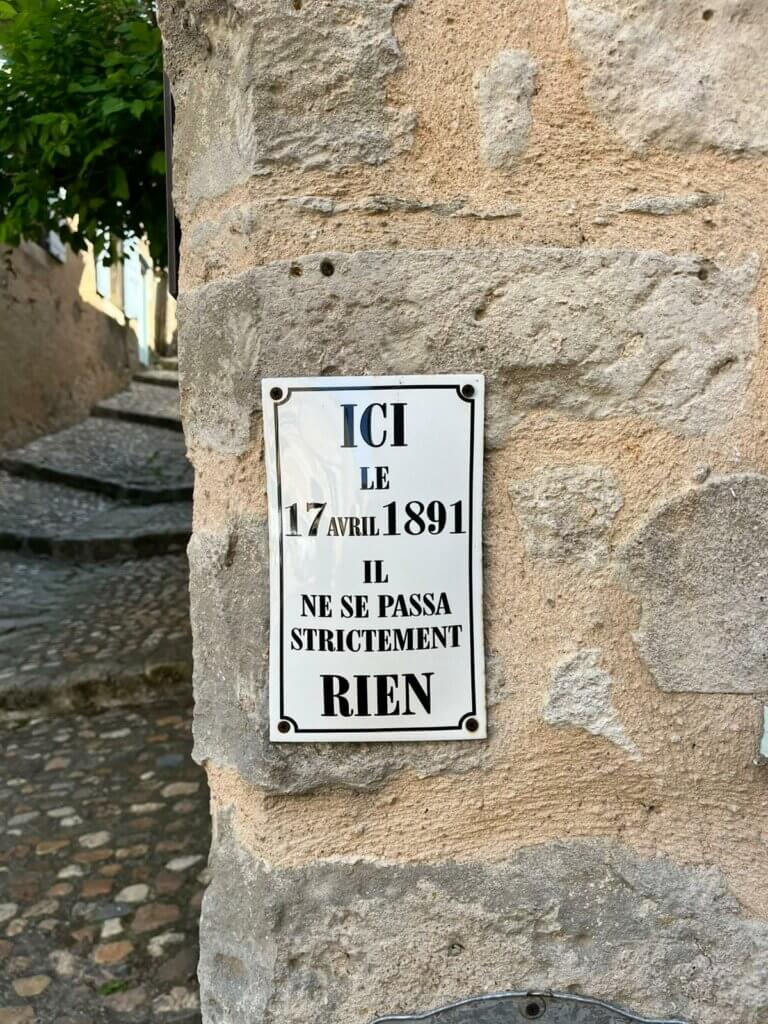 ICI
LE
17 AVRIL 1891
IL
NE SE PASSA
STRICTEMENT
RIEN